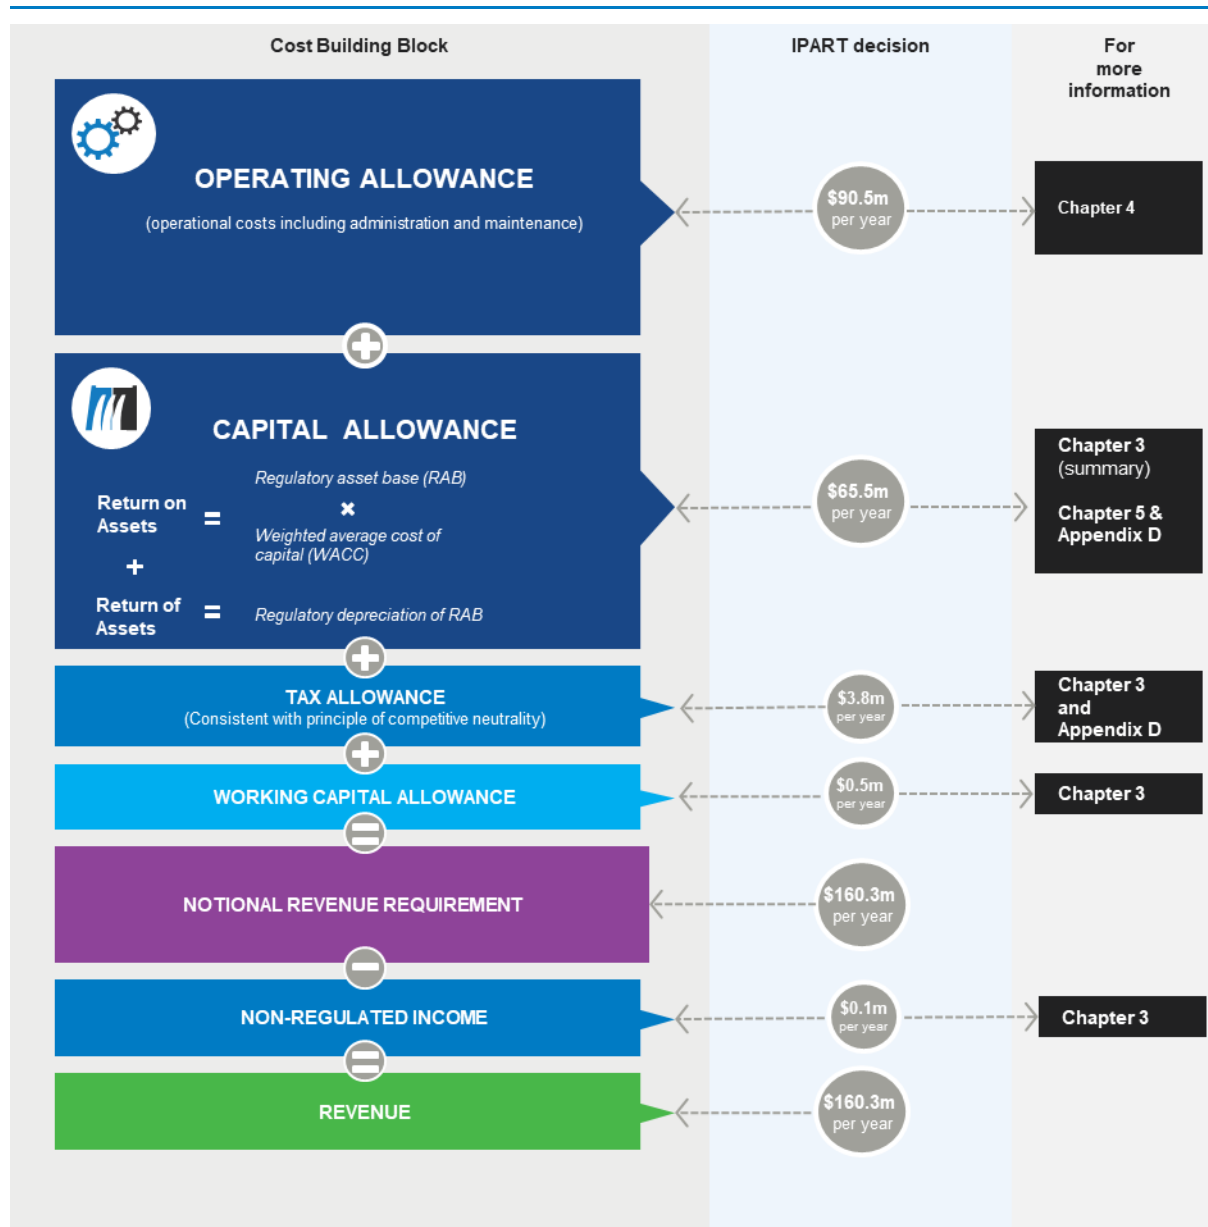 Cost Building Block
IPART decision
For
more
information
OPERATING ALLOWANCE
(operational costs including administration and maintenance)
$90.5m
per year
Chapter 4
CAPITAL ALLOWANCE
Return on
Assets
=
Regulatory asset base (RAB)
×
Weighted average cost of
capital (WACC)
+
Return of
Assets
=
Regulatory depreciation of RAB
$65.5m
per year
Chapter 3
(summary)
Chapter 5 &
Appendix D
+
TAX ALLOWANCE
(Consistent with principle of competitive neutrality)
$3.8m
per year
Chapter 3
and
Appendix D
+
WORKING CAPITAL ALLOWANCE
$0.5m
per year
Chapter 3
=
NOTIONAL REVENUE REQUIREMENT
$160.3m
per year
−
NON-REGULATED INCOME
$0.1m
per year
Chapter 3
=
REVENUE
$160.3m
per year